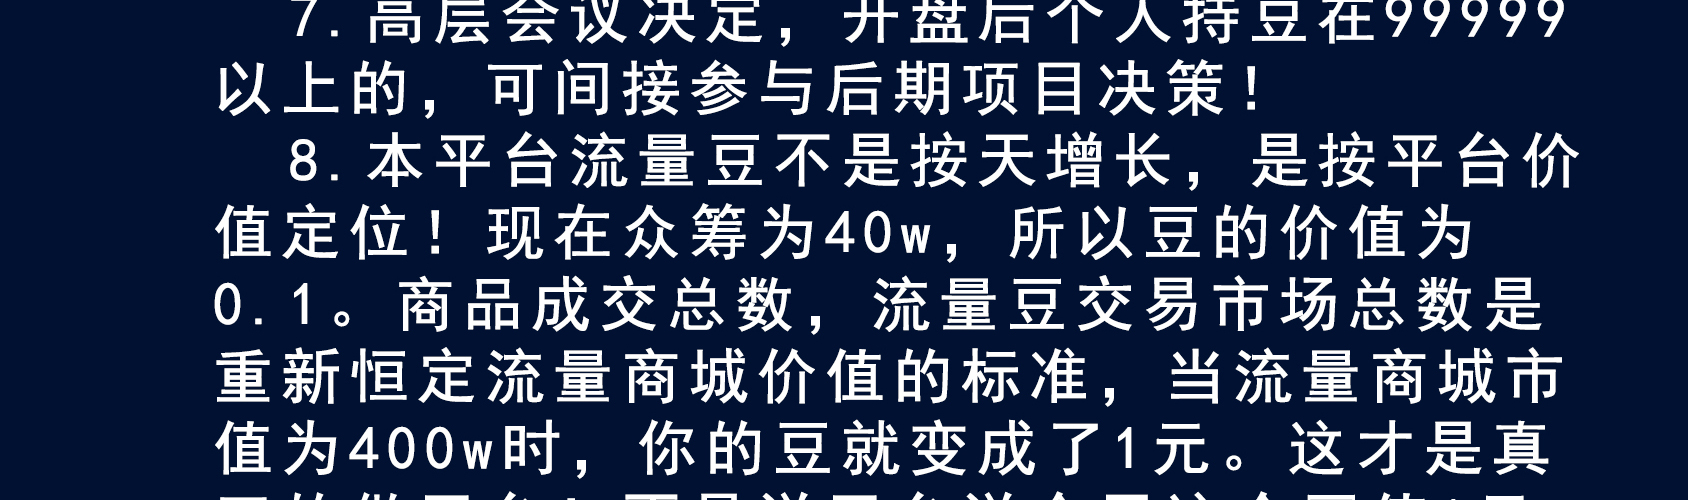 7.高层会议决定，开盘后个人持豆在99999
以上的，可间接参与后期项目决策！
8.本平台流量豆不是按天增长，是按平台价
值定位！现在众筹为40w，所以豆的价值为
0.1。商品成交总数，流量豆交易市场总数是
重新恒定流量商城价值的标准，当流量商城市
值为400w时，你的豆就变成了1元。这才是真